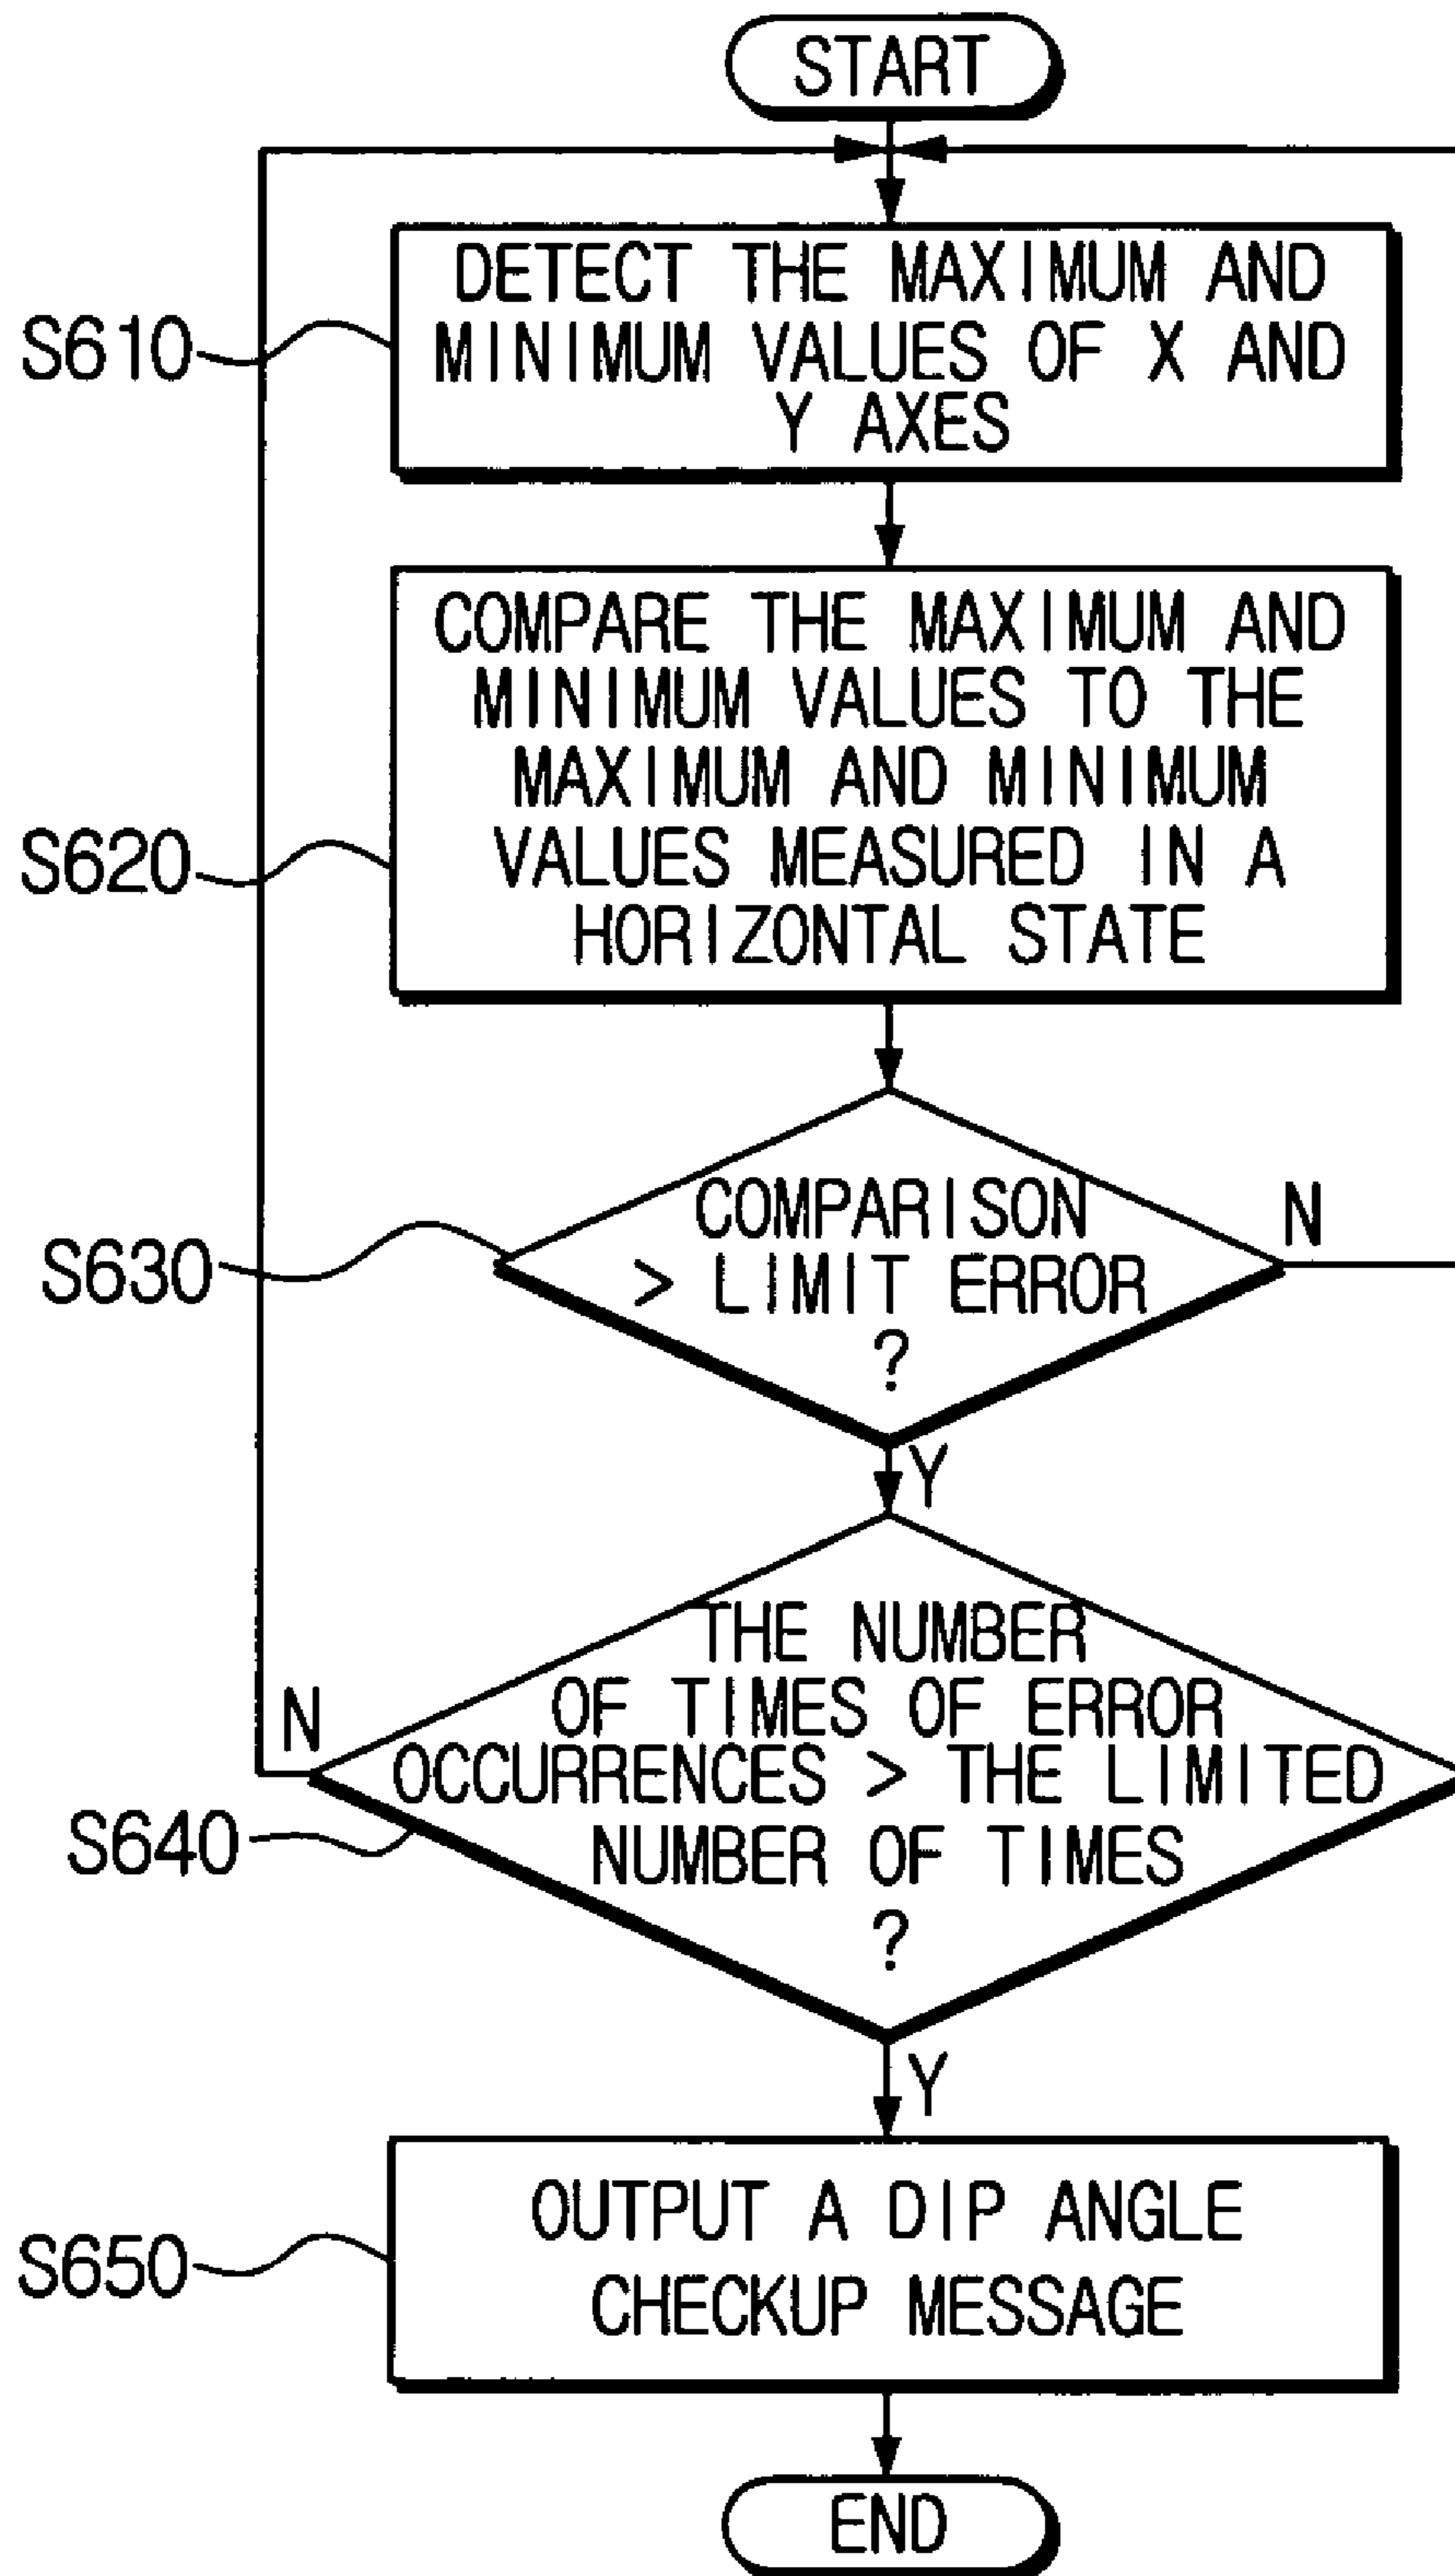 START
DETECT THE MAXIMUM AND
MINIMUM VALUES OF X AND
Y AXES
S610
COMPARE THE MAXIMUM AND
MINIMUM VALUES TO THE
MAXIMUM AND MINIMUM
VALUES MEASURED IN A
HORIZONTAL STATE
S620
COMPARISON
> LIMIT ERROR
?
S630
N
Y
THE NUMBER
OF TIMES OF ERROR
OCCURRENCES > THE LIMITED
NUMBER OF TIMES
?
N
S640
Y
OUTPUT A DIP ANGLE
CHECKUP MESSAGE
S650
END